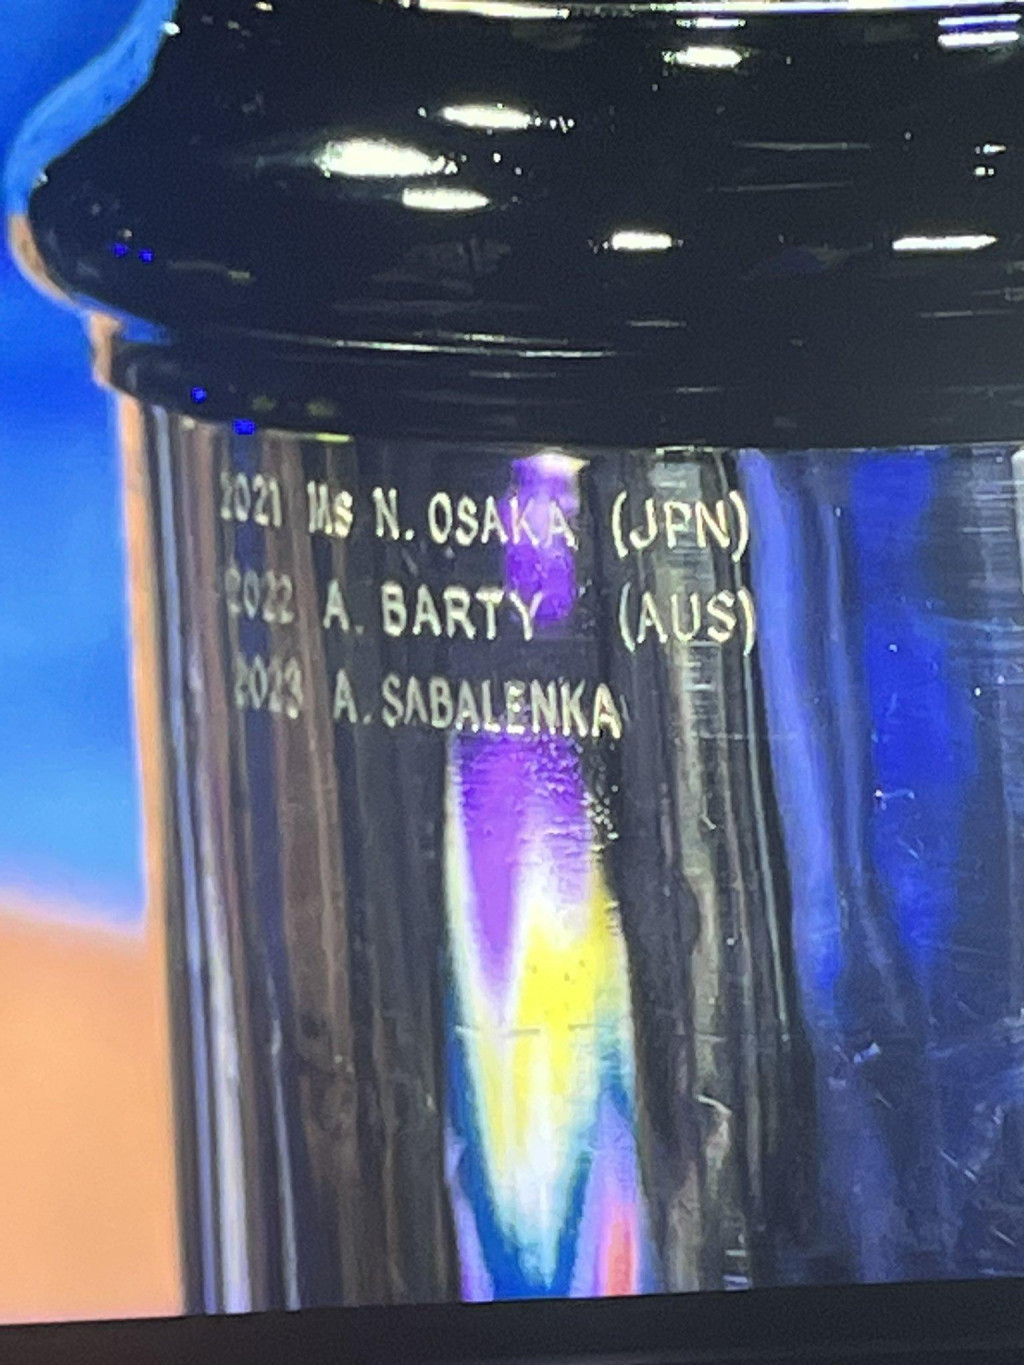 2021 Ms N. OSAKA (JPN)
2022 A. BARTY (AUS)
2023 A. SABALENKA